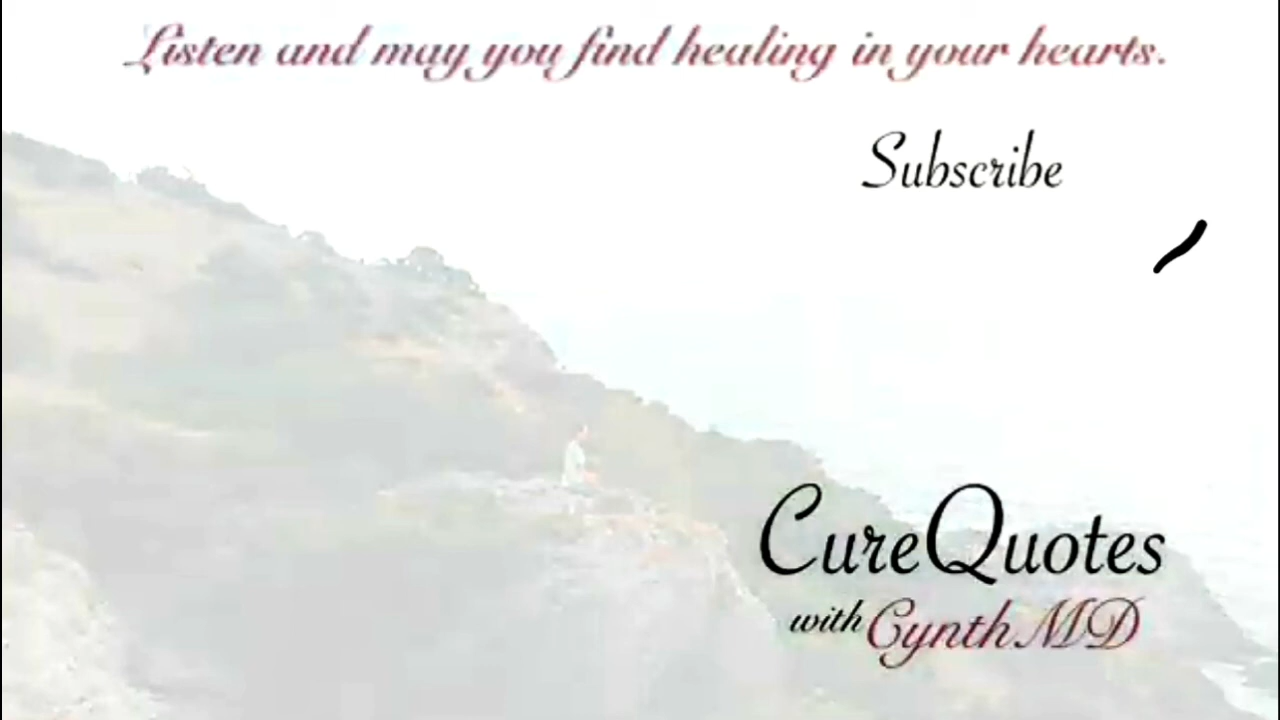 Listen and may you find healing in your hearts.
Subscribe
CureQuotes
with CynthMD